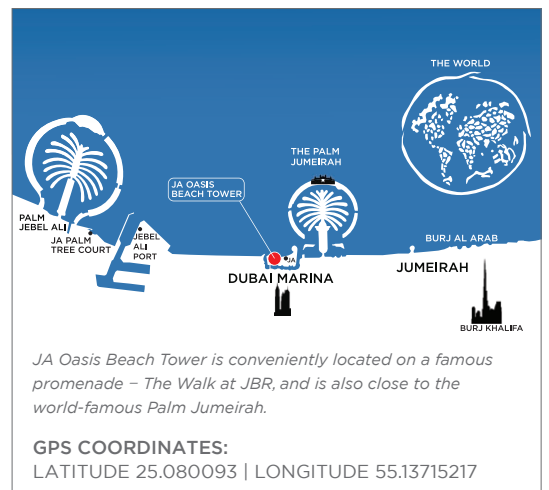 THE WORLD
THE PALM
JUMEIRAH
JA OASIS
BEACH TOWER
PALM
JEBEL ALI
JA PALM
TREE COURT
JEBEL
ALI
PORT
JA
DUBAI MARINA
BURJ AL ARAB
JUMEIRAH
BURJ KHALIFA
JA Oasis Beach Tower is conveniently located on a famous
promenade – The Walk at JBR, and is also close to the
world-famous Palm Jumeirah.
GPS COORDINATES:
LATITUDE 25.080093 | LONGITUDE 55.13715217